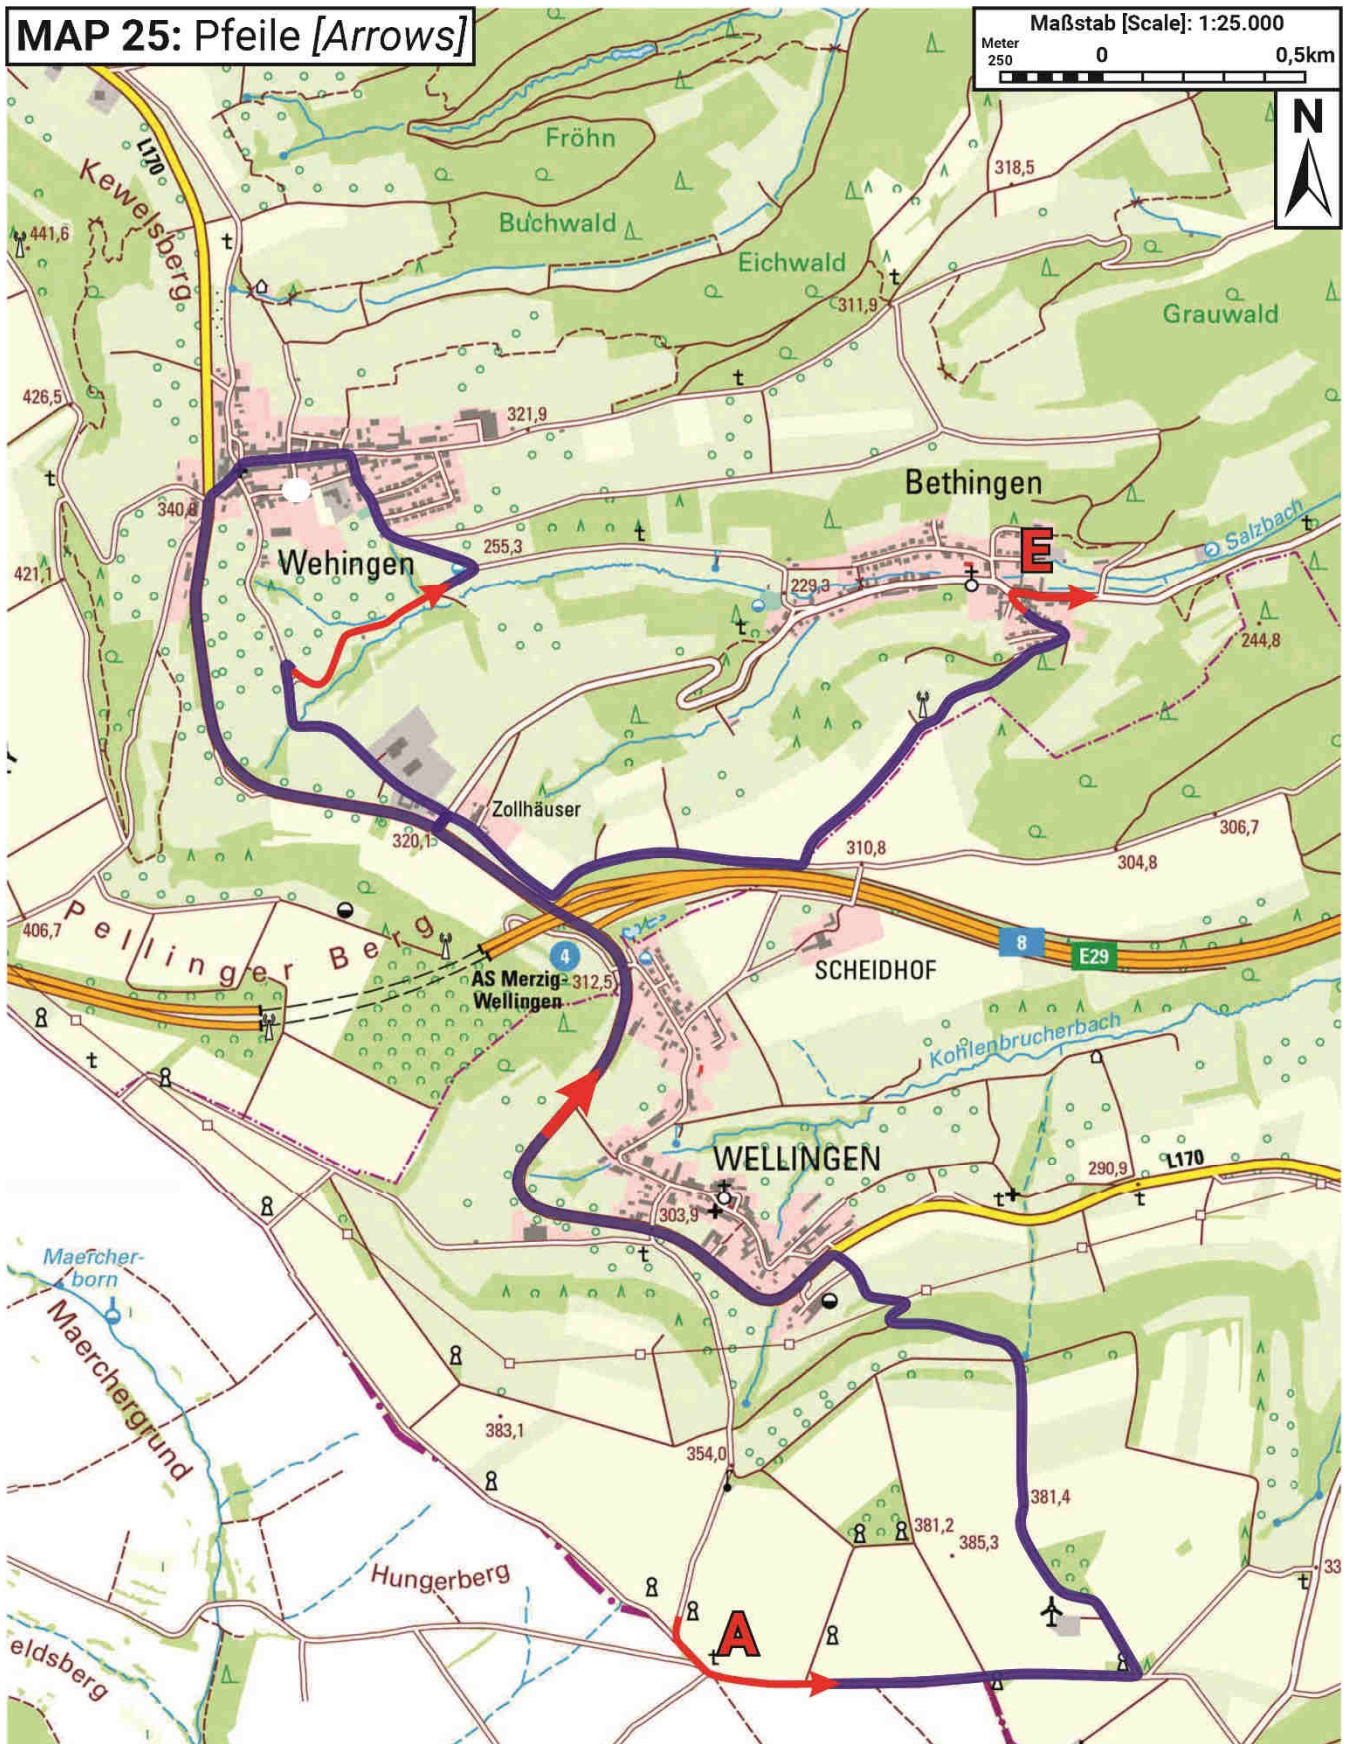 MAP 25: Pfeile [Arrows]
Maßstab [Scale]: 1:25.000
Meter
250 0 0,5km
N
L170
Kewelsberg
Fröhn
318,5
Buchwald
441,6
Eichwald
311,9
Grauwald
426,5
321,9
Bethingen
340,8
Salzbach
E
255,3
Wehingen
421,1
229,3
244,8
Zollhäuser
306,7
320,1
310,8
304,8
406,7
Pellinger Berg
8
E29
4
AS Merzig-
Wellingen
312,5
SCHEIDHOF
Kohlenbrucherbach
WELLINGEN
290,9
L170
303,9
Maercher-
born
Maerchergrund
383,1
354,0
381,4
381,2
385,3
Hungerberg
33
A
eldsberg